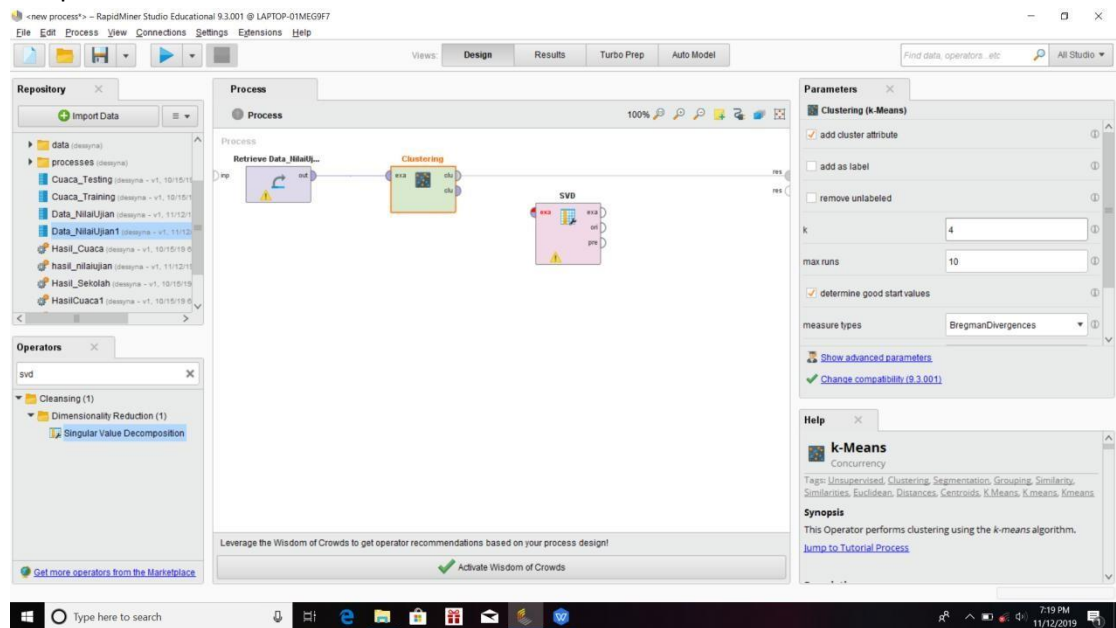 <new process*> – RapidMiner Studio Educational 9.3.001 @ LAPTOP-01MEG9F7
File Edit Process View Connections Settings Extensions Help
Views: Design Results Turbo Prep Auto Model
Find data, operators...etc All Studio
Repository
Import Data
data (dessyna)
processes (dessyna)
Cuaca_Testing (dessyna – v1, 10/15/1
Cuaca_Training (dessyna – v1, 10/15/1
Data_NilaiUjian (dessyna – v1, 11/12/1
Data_NilaiUjian1 (dessyna – v1, 11/12/
Hasil_Cuaca (dessyna – v1, 10/15/19 6
hasil_nilaiujian (dessyna – v1, 11/12/1
Hasil_Sekolah (dessyna – v1, 10/15/19
HasilCuaca1 (dessyna – v1, 10/15/19 6
Operators
svd
Cleansing (1)
Dimensionality Reduction (1)
Singular Value Decomposition
Get more operators from the Marketplace
Process
Process
100%
Process
Retrieve Data_NilaiUj...
inp
out
Clustering
exa
clu
clu
SVD
exa
exa
ori
pre
res
res
Leverage the Wisdom of Crowds to get operator recommendations based on your process design!
Activate Wisdom of Crowds
Parameters
Clustering (k-Means)
add cluster attribute
add as label
remove unlabeled
k 4
max runs 10
determine good start values
measure types BregmanDivergences
Show advanced parameters
Change compatibility (9.3.001)
Help
k-Means
Concurrency
Tags: Unsupervised, Clustering, Segmentation, Grouping, Similarity,
Similarities, Euclidean, Distances, Centroids, K Means, K means, Kmeans
Synopsis
This Operator performs clustering using the k-means algorithm.
Jump to Tutorial Process
Type here to search
7:19 PM
11/12/2019